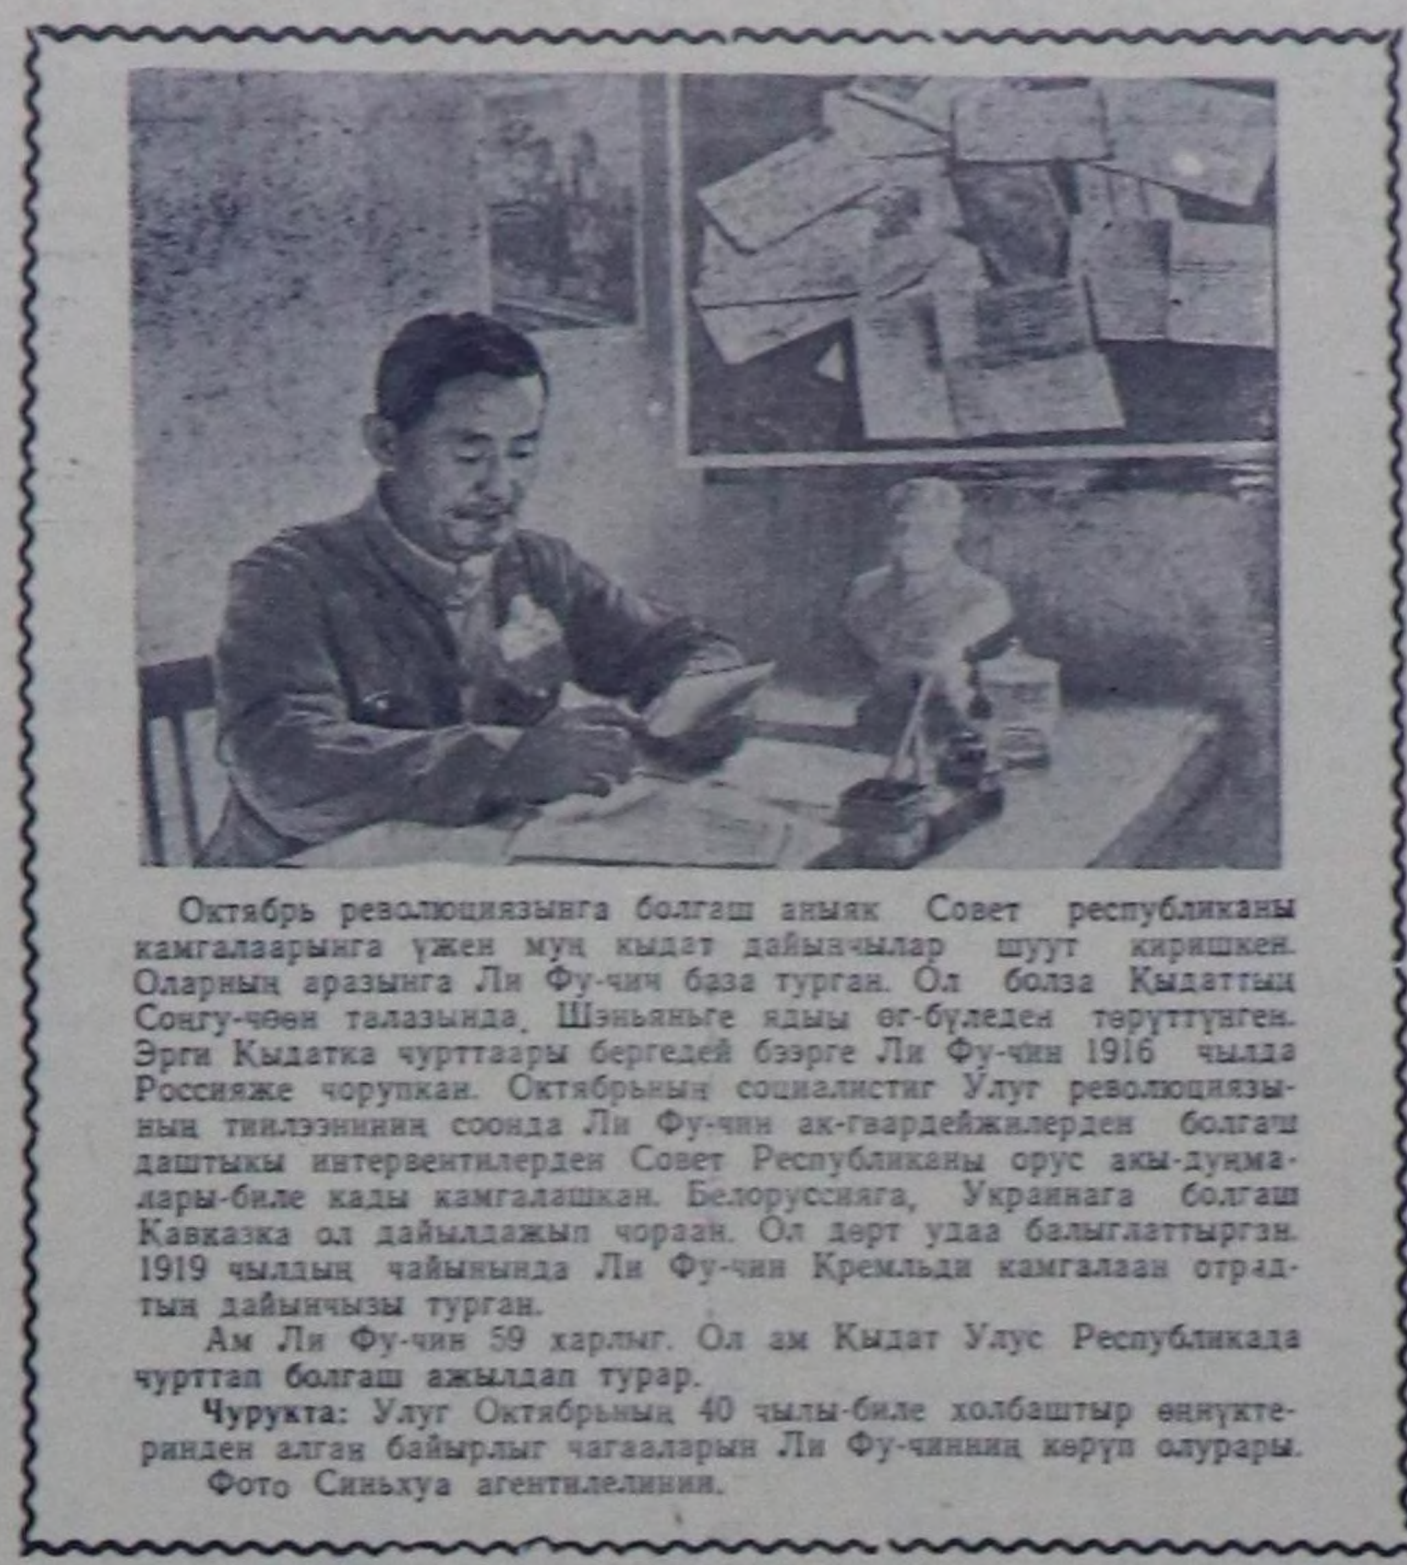 Октябрь революциязынга болгаш аныяк Совет республиканы
камгалаарынга үжен муң кыдат дайынчылар шуут киришкен.
Оларның аразынга Ли Фу-чин база турган. Ол болза Қыдаттың
Соңгу-чөөн талазында, Шэньяньге ядыы өг-бүледен төрүттүнген.
Эрги Қыдатка чурттаары бергедей бээрге Ли Фу-чин 1916 чылда
Россияже чорупкан. Октябрьның социалистиг Улуг революциязы-
ның тиилээниниң соонда Ли Фу-чин ак-гвардейжилерден болгаш
даштыкы интервентилерден Совет Республиканы орус акы-дуңма-
лары-биле кады камгалашкан. Белоруссияга, Украинага болгаш
Кавказка ол дайылдажып чораан. Ол дөрт удаа балыглаттырган.
1919 чылдың чайынында Ли Фу-чин Кремльди камгалаан отряд-
тың дайынчызы турган.
Ам Ли Фу-чин 59 харлыг. Ол ам Қыдат Улус Республикада
чурттап болгаш ажылдап турар.
Чурукта: Улуг Октябрьның 40 чылы-биле холбаштыр өңнүкте-
ринден алган байырлыг чагааларын Ли Фу-чинниң көрүп олурары.
Фото Синьхуа агентилелинии.